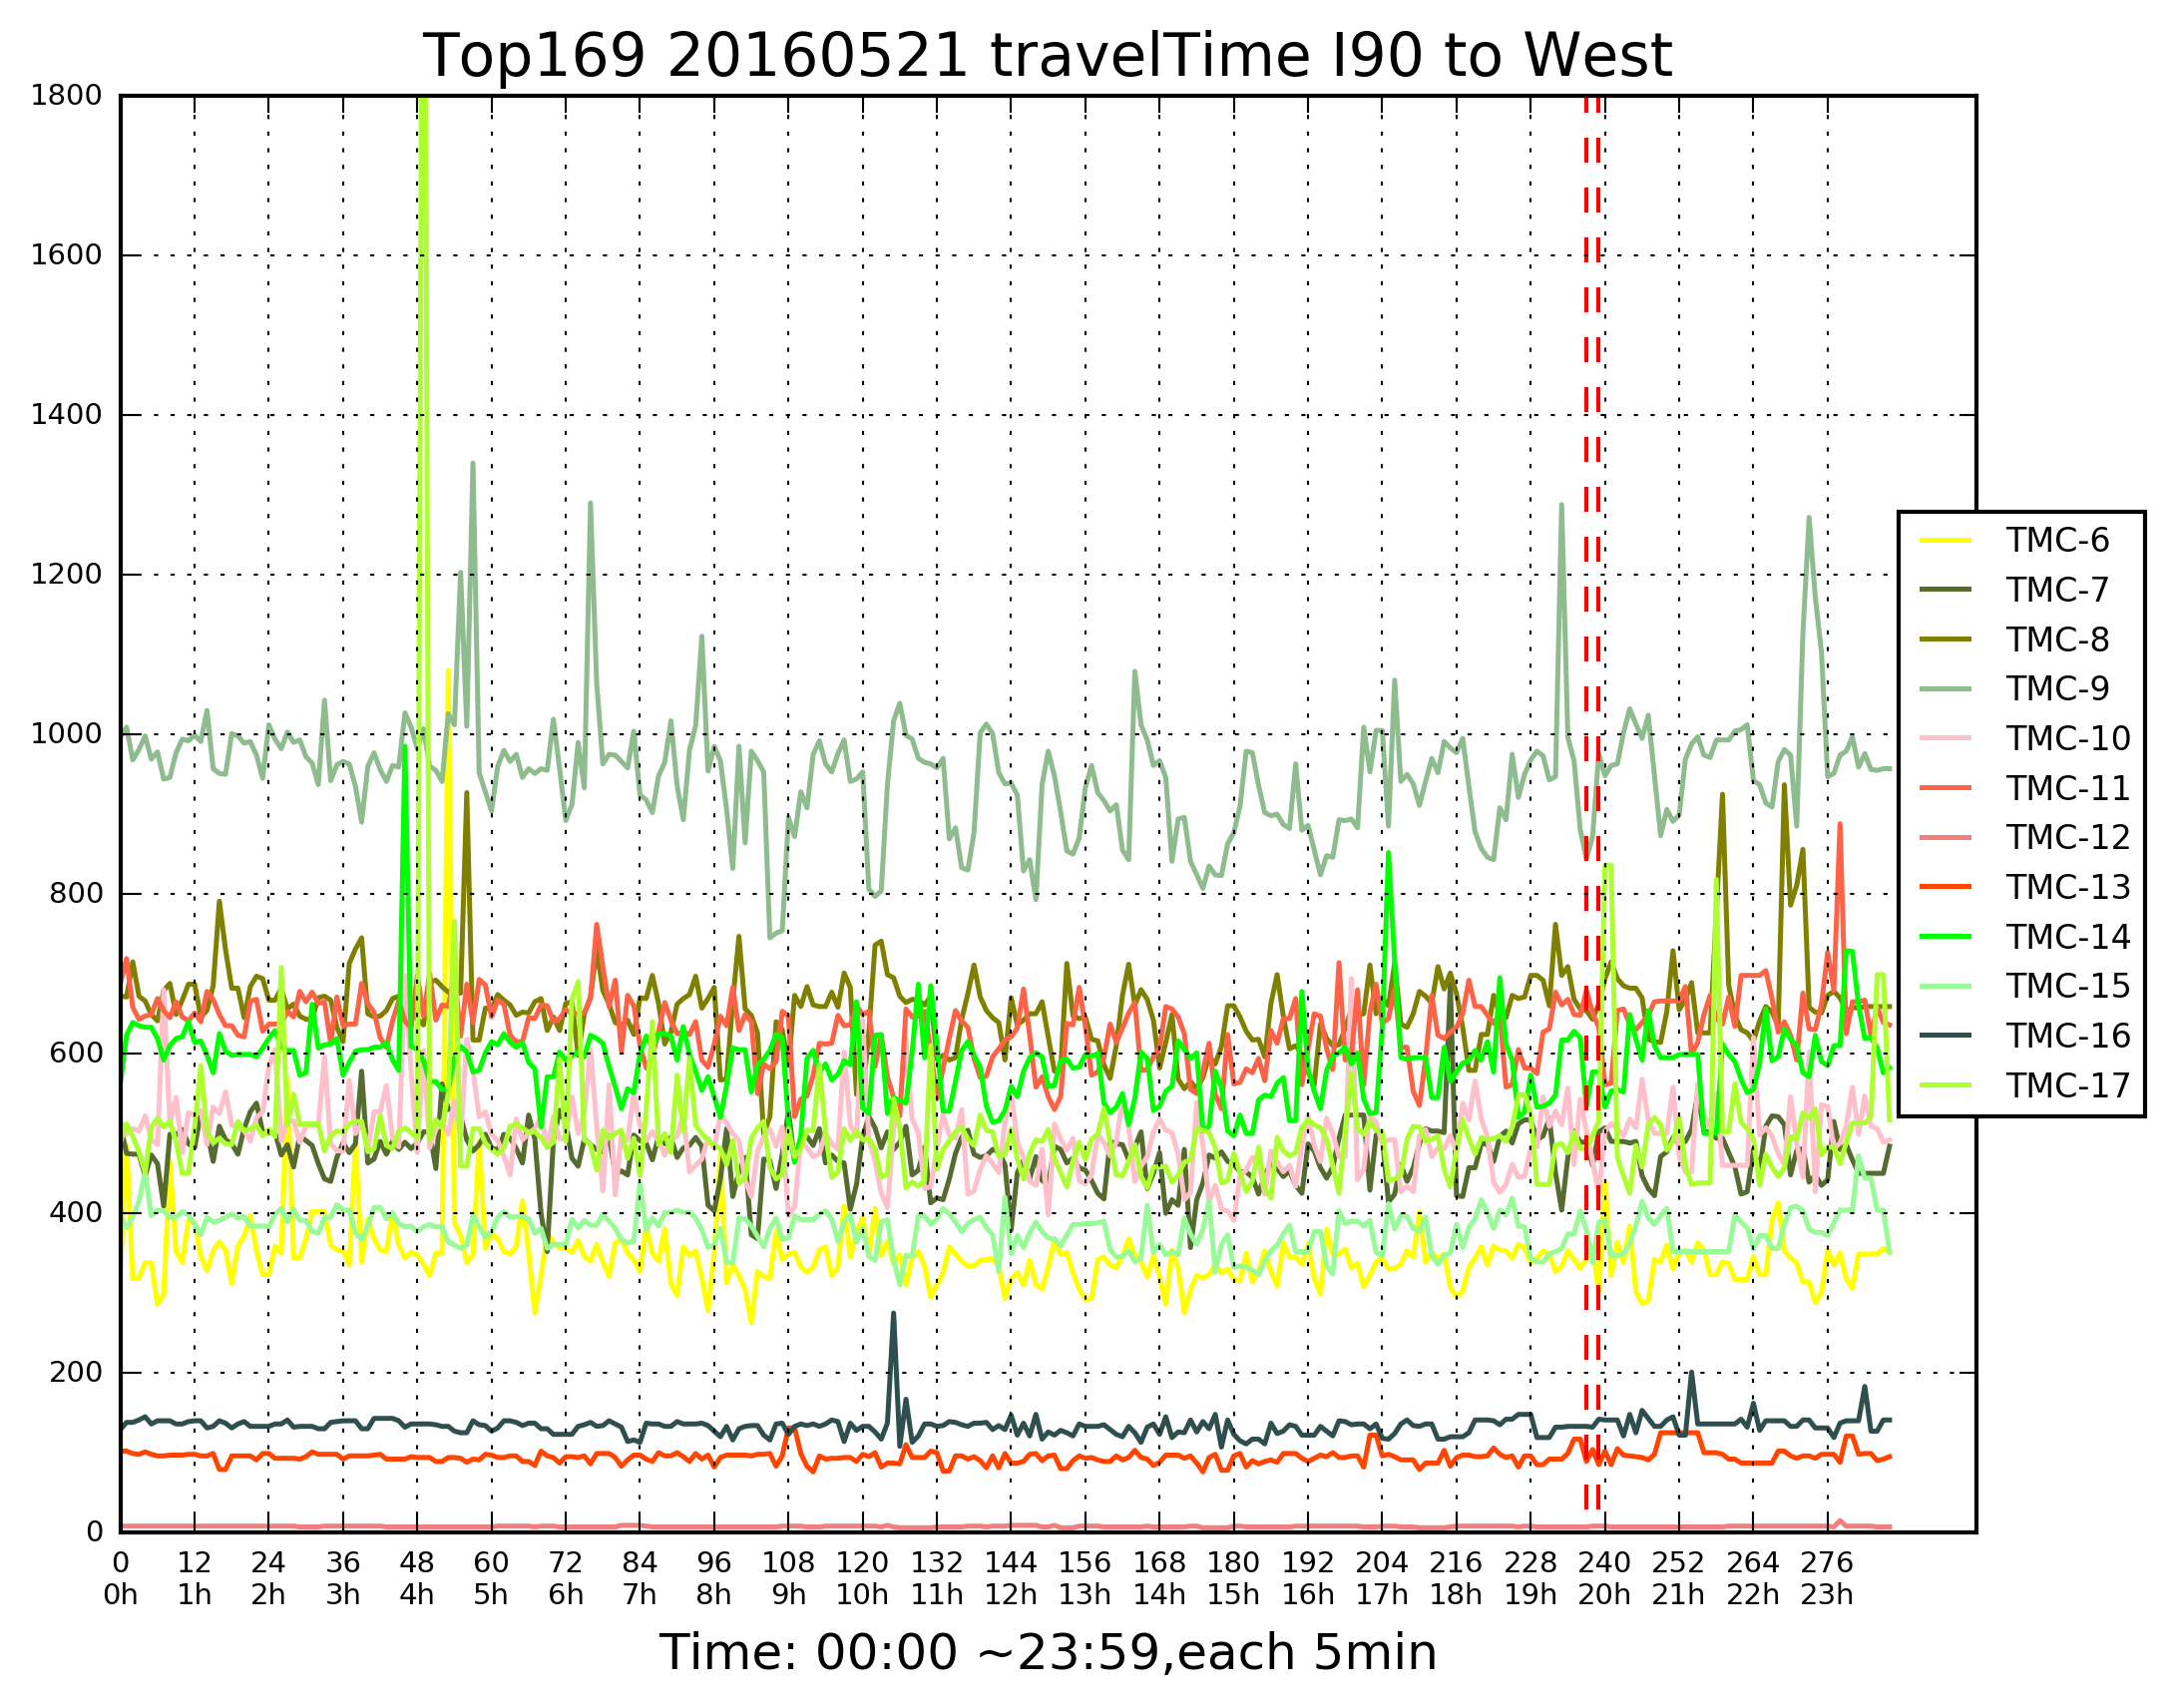 Top169 20160521 travelTime I90 to West
1800
1600
1400
1200
1000
800
600
400
200
0
TMC-6
TMC-7
TMC-8
TMC-9
TMC-10
TMC-11
TMC-12
TMC-13
TMC-14
TMC-15
TMC-16
TMC-17
0 12 24 36 48 60 72 84 96 108 120 132 144 156 168 180 192 204 216 228 240 252 264 276
0h 1h 2h 3h 4h 5h 6h 7h 8h 9h 10h 11h 12h 13h 14h 15h 16h 17h 18h 19h 20h 21h 22h 23h
Time: 00:00 ~23:59,each 5min